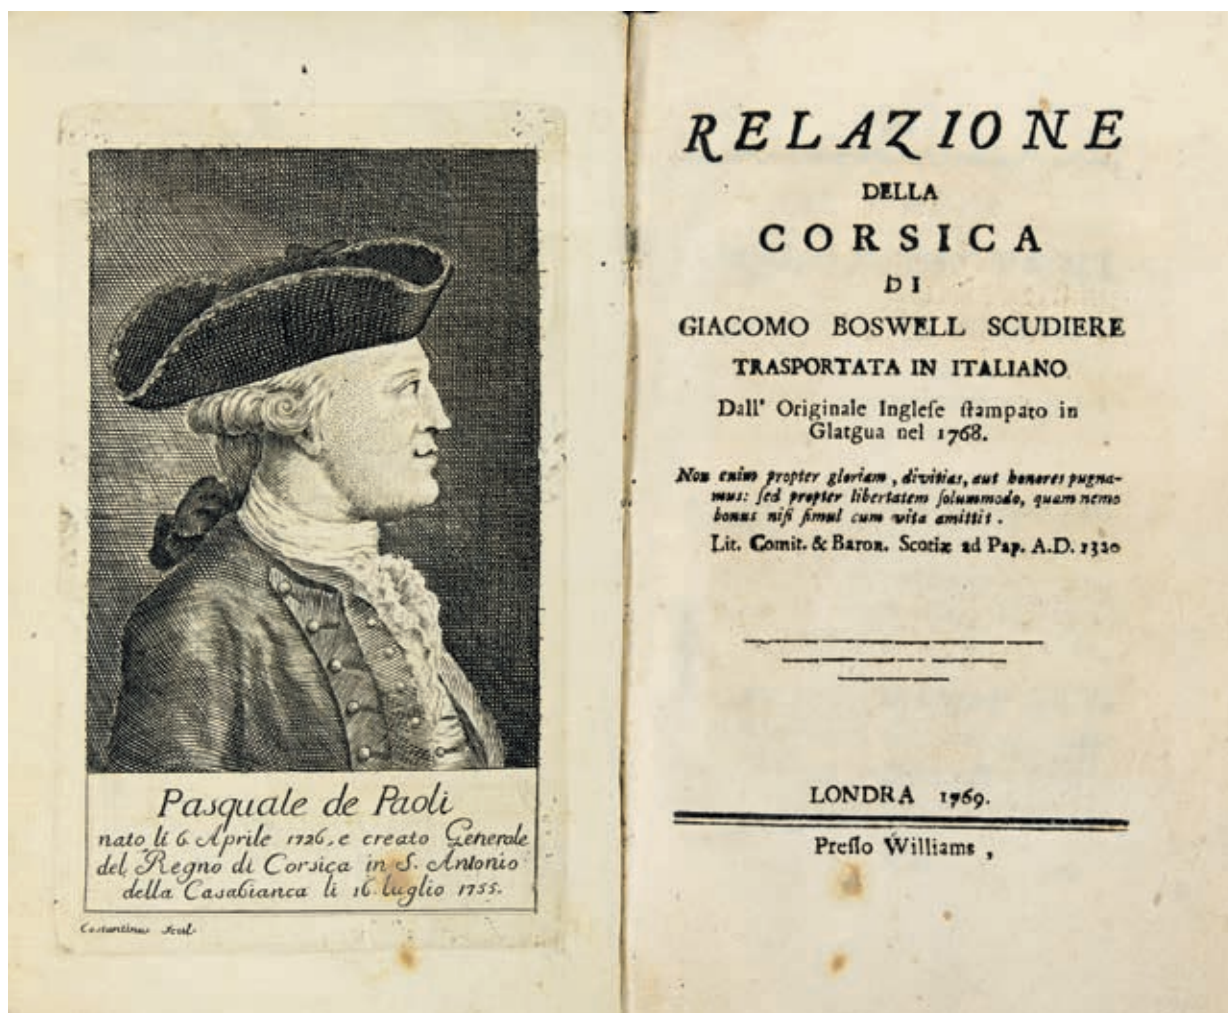 Pasquale de Paoli
nato li 6 Aprile 1726, e creato Generale
del Regno di Corsica in S. Antonio
della Casabianca li 16 luglio 1755.
Costantinus Scul.
RELAZIONE
DELLA
CORSICA
DI
GIACOMO BOSWELL SCUDIERE
TRASPORTATA IN ITALIANO
Dall' Originale Inglese ſtampato in
Glatgua nel 1768.
Non enim propter gloriam, divitias, aut honores pugna-
mus: ſed propter libertatem ſolummodo, quam nemo
bonus niſi ſimul cum vita amittit.
Lit. Comit. & Baron. Scotiæ ad Pap. A.D. 1320
LONDRA 1769.
Preſſo Williams,